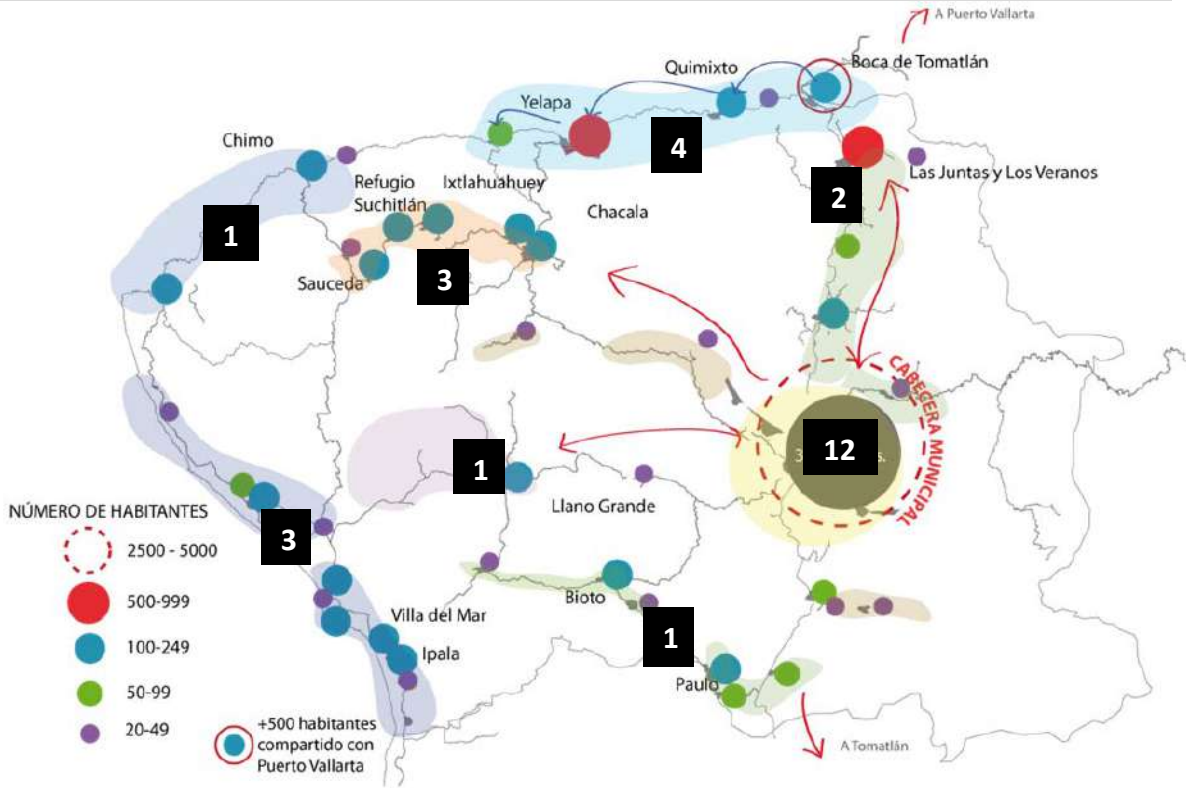 A Puerto Vallarta
Boca de Tomatlán
Quimixto
Yelapa
4
Chimo
Las Juntas y Los Veranos
Refugio
Suchitlán
Ixtlahuahuey
2
Chacala
1
3
Sauceda
CABECERA MUNICIPAL
12
1
Llano Grande
NÚMERO DE HABITANTES
2500 - 5000
3
500-999
Bioto
Villa del Mar
1
100-249
Ipala
Paulo
50-99
20-49
+500 habitantes
compartido con
Puerto Vallarta
A Tomatlán